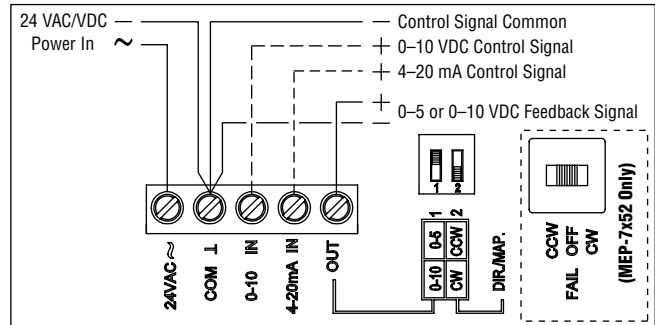 24 VAC/VDC – Control Signal Common
Power In ~ + 0–10 VDC Control Signal
+ 4–20 mA Control Signal
+
– 0–5 or 0–10 VDC Feedback Signal
1 2
24VAC ~
COM ⊥
0-10 IN
4-20mA IN
OUT
1 2
0-5 CCW
0-10 CW
DIR./MAP.
CCW
FAIL OFF
CW
(MEP-7x52 Only)